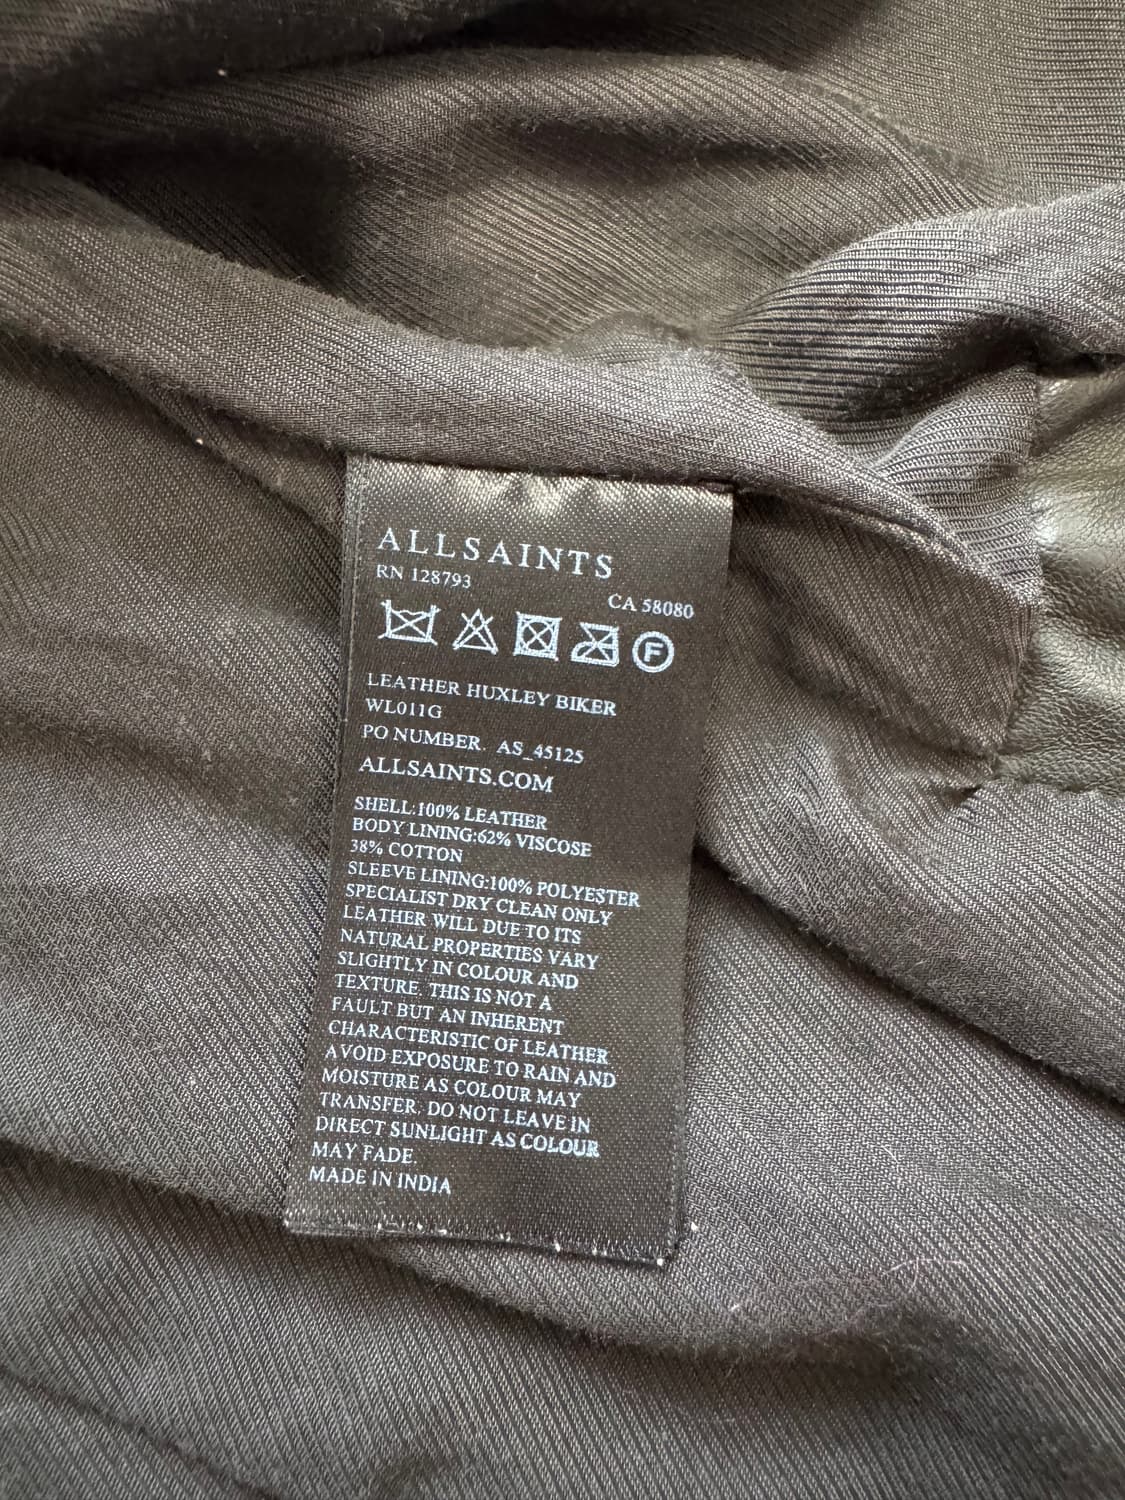 ALLSAINTS
RN 128793
CA 58080
F
LEATHER HUXLEY BIKER
WL011G
PO NUMBER. AS_45125
ALLSAINTS.COM
SHELL:100% LEATHER
BODY LINING:62% VISCOSE
38% COTTON
SLEEVE LINING:100% POLYESTER
SPECIALIST DRY CLEAN ONLY
LEATHER WILL DUE TO ITS
NATURAL PROPERTIES VARY
SLIGHTLY IN COLOUR AND
TEXTURE. THIS IS NOT A
FAULT BUT AN INHERENT
CHARACTERISTIC OF LEATHER
AVOID EXPOSURE TO RAIN AND
MOISTURE AS COLOUR MAY
TRANSFER. DO NOT LEAVE IN
DIRECT SUNLIGHT AS COLOUR
MAY FADE.
MADE IN INDIA